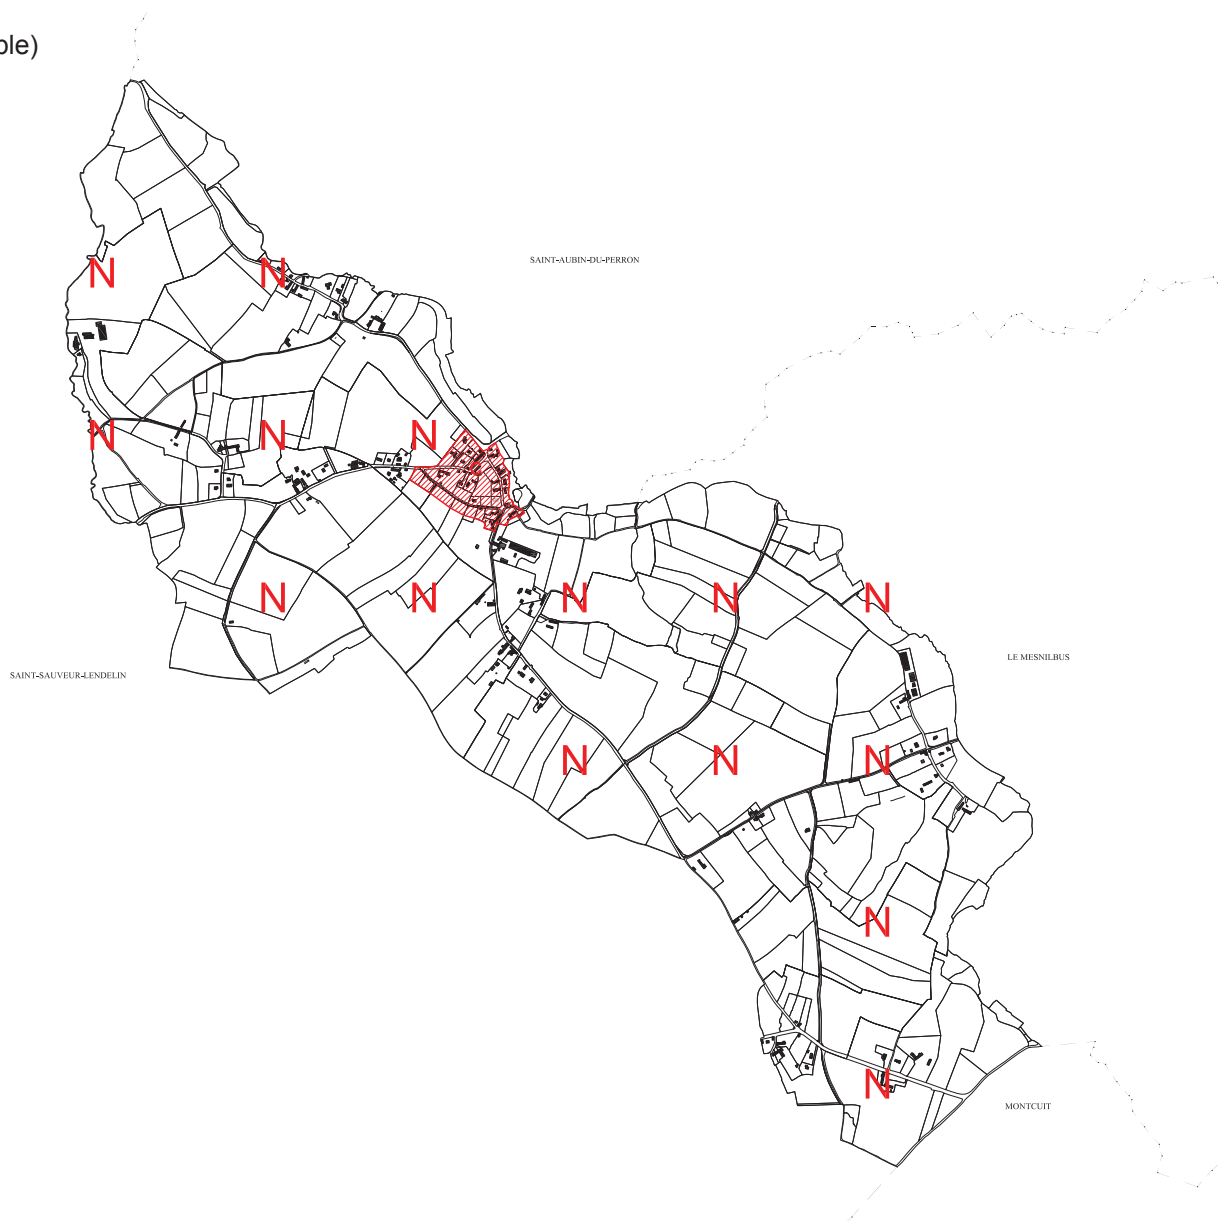 ble)
SAINT-AUBIN-DU-PERRON
N N
N N N
N N N N N
SAINT-SAUVEUR-LENDELIN
LE MESNILBUS
N N N
N
N
MONTCUIT